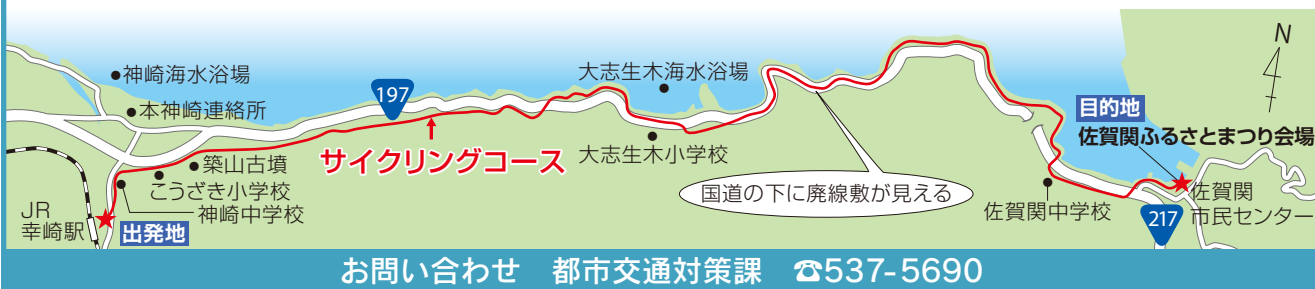 N
神崎海水浴場
大志生木海水浴場
197
本神崎連絡所
目的地
佐賀関ふるさとまつり会場
サイクリングコース
大志生木小学校
築山古墳
こうざき小学校
神崎中学校
国道の下に廃線敷が見える
佐賀関中学校
佐賀関
市民センター
217
JR
幸崎駅
出発地
お問い合わせ 都市交通対策課 ☎537-5690